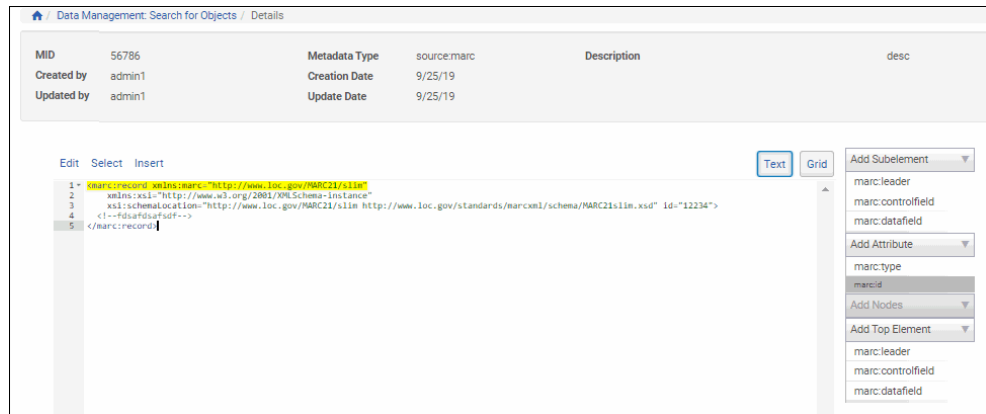 / Data Management: Search for Objects / Details
MID 56786 Metadata Type source:marc Description desc
Created by admin1 Creation Date 9/25/19
Updated by admin1 Update Date 9/25/19
Edit Select Insert Text Grid
1 <marc:record xmlns:marc="http://www.loc.gov/MARC21/slim"
2 xmlns:xsi="http://www.w3.org/2001/XMLSchema-instance"
3 xsi:schemaLocation="http://www.loc.gov/MARC21/slim http://www.loc.gov/standards/marcxml/schema/MARC21slim.xsd" id="12234">
4 <!--fdsafdsafsdf-->
5 </marc:record>
Add Subelement
marc:leader
marc:controlfield
marc:datafield
Add Attribute
marc:type
marc:id
Add Nodes
Add Top Element
marc:leader
marc:controlfield
marc:datafield